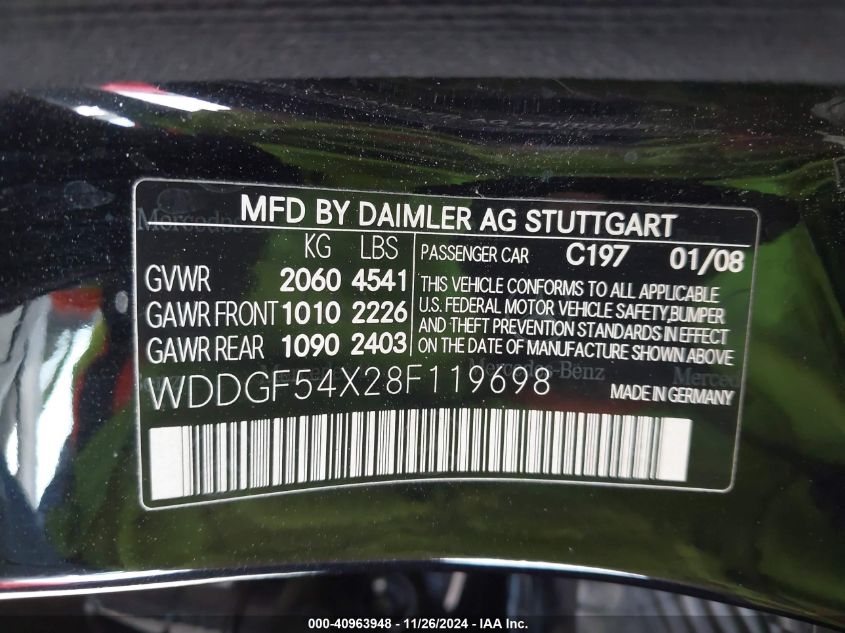 MFD BY DAIMLER AG STUTTGART
KG LBS
GVWR 2060 4541
GAWR FRONT 1010 2226
GAWR REAR 1090 2403
PASSENGER CAR C197 01/08
THIS VEHICLE CONFORMS TO ALL APPLICABLE
U.S. FEDERAL MOTOR VEHICLE SAFETY,BUMPER
AND THEFT PREVENTION STANDARDS IN EFFECT
ON THE DATE OF MANUFACTURE SHOWN ABOVE
WDDGF54X28F119698
MADE IN GERMANY
000-40963948 - 11/26/2024 - IAA Inc.